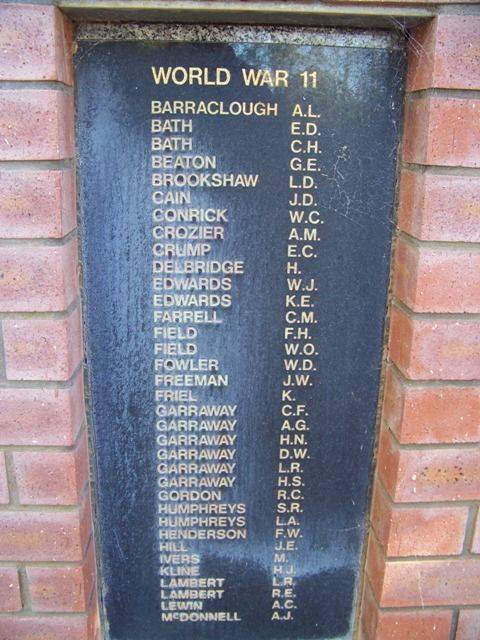 WORLD WAR 11
BARRACLOUGH A.L.
BATH E.D.
BATH C.H.
BEATON G.E.
BROOKSHAW L.D.
CAIN J.D.
CONRICK W.C.
CROZIER A.M.
CRUMP E.C.
DELBRIDGE H.
EDWARDS W.J.
EDWARDS K.E.
FARRELL C.M.
FIELD F.H.
FIELD W.O.
FOWLER W.D.
FREEMAN J.W.
FRIEL K.
GARRAWAY C.F.
GARRAWAY A.G.
GARRAWAY H.N.
GARRAWAY D.W.
GARRAWAY L.R.
GARRAWAY H.S.
GORDON R.C.
HUMPHREYS S.R.
HUMPHREYS L.A.
HENDERSON F.W.
HILL J.E.
IVERS M.
KLINE H.J.
LAMBERT L.R.
LAMBERT R.E.
LEWIN A.C.
McDONNELL A.J.